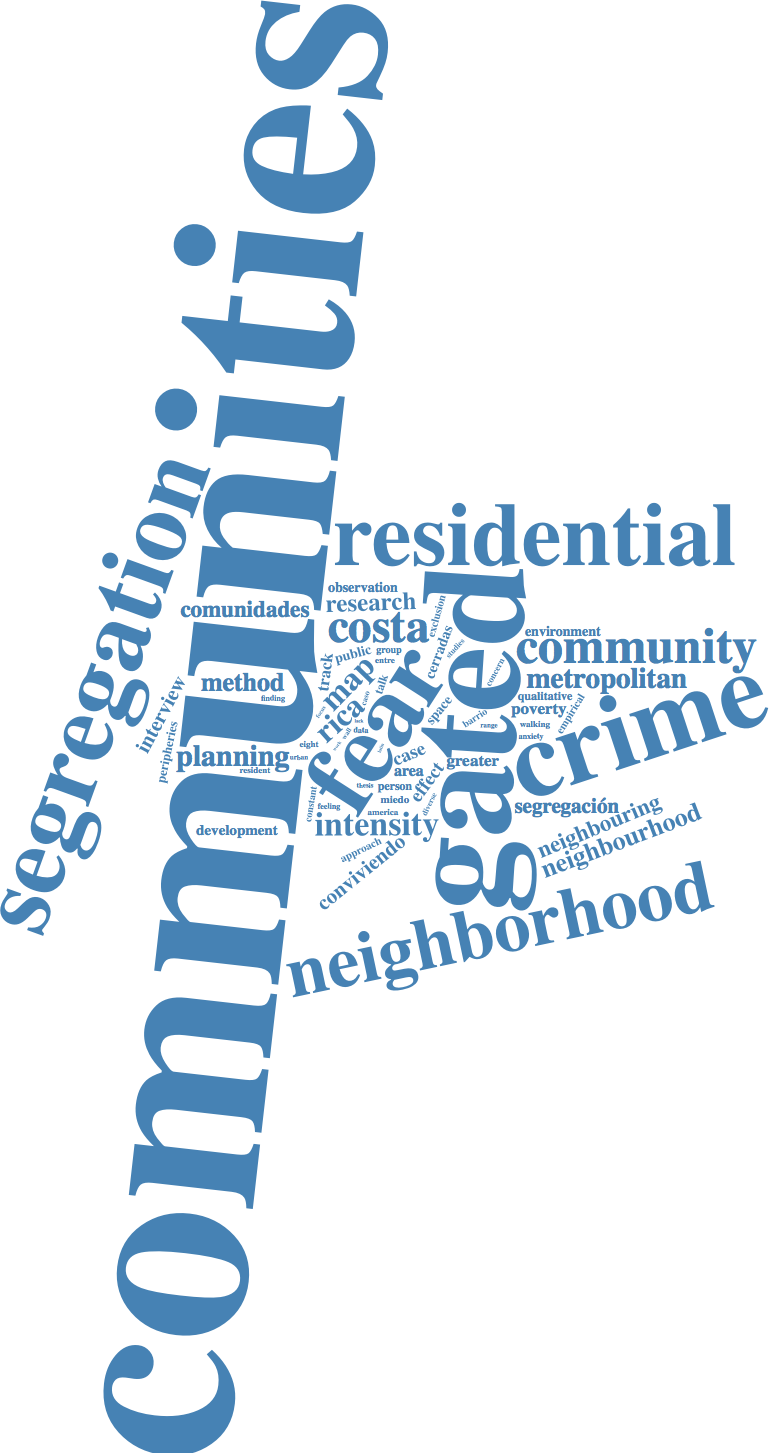 communities
segregation
residential
observation
research
comunidades
costa
exclusion
environment
community
cerradas
studies
public
group
entre
track
map
talk
concern
method
finding
metropolitan
interview
qualitative
poverty
empirical
rica
space
barrio
range
walking
anxiety
data
wall
peripheries
planning
resident
eight
urban
fear
gated
crime
case
area
greater
effect
thesis
person
miedo
diverse
constant
feeling
america
segregación
development
intensity
neighbouring
neighbourhood
approach
conviviendo
neighborhood